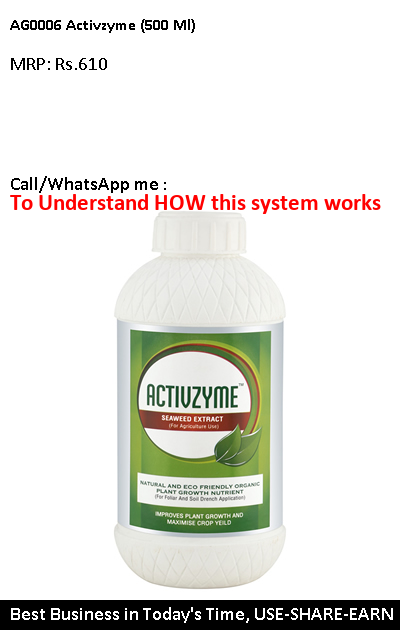 AG0006 Activzyme (500 Ml)
MRP: Rs.610
Call/WhatsApp me :
To Understand HOW this system works
ACTIVZYME™
SEAWEED EXTRACT
(For Agriculture Use)
NATURAL AND ECO FRIENDLY ORGANIC
PLANT GROWTH NUTRIENT
(For Foliar And Soil Drench Application)
IMPROVES PLANT GROWTH AND
MAXIMISE CROP YEILD
Best Business in Today's Time, USE-SHARE-EARN